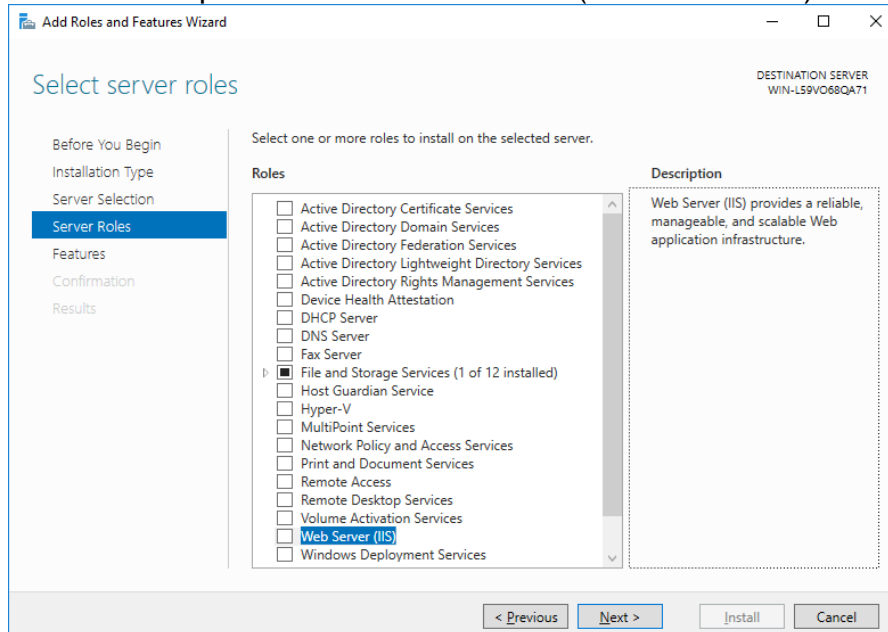 Add Roles and Features Wizard
Select server roles
DESTINATION SERVER
WIN-L59VO68QA71
Before You Begin
Installation Type
Server Selection
Server Roles
Features
Confirmation
Results
Select one or more roles to install on the selected server.
Roles
Active Directory Certificate Services
Active Directory Domain Services
Active Directory Federation Services
Active Directory Lightweight Directory Services
Active Directory Rights Management Services
Device Health Attestation
DHCP Server
DNS Server
Fax Server
File and Storage Services (1 of 12 installed)
Host Guardian Service
Hyper-V
MultiPoint Services
Network Policy and Access Services
Print and Document Services
Remote Access
Remote Desktop Services
Volume Activation Services
Web Server (IIS)
Windows Deployment Services
Description
Web Server (IIS) provides a reliable,
manageable, and scalable Web
application infrastructure.
< Previous
Next >
Install
Cancel